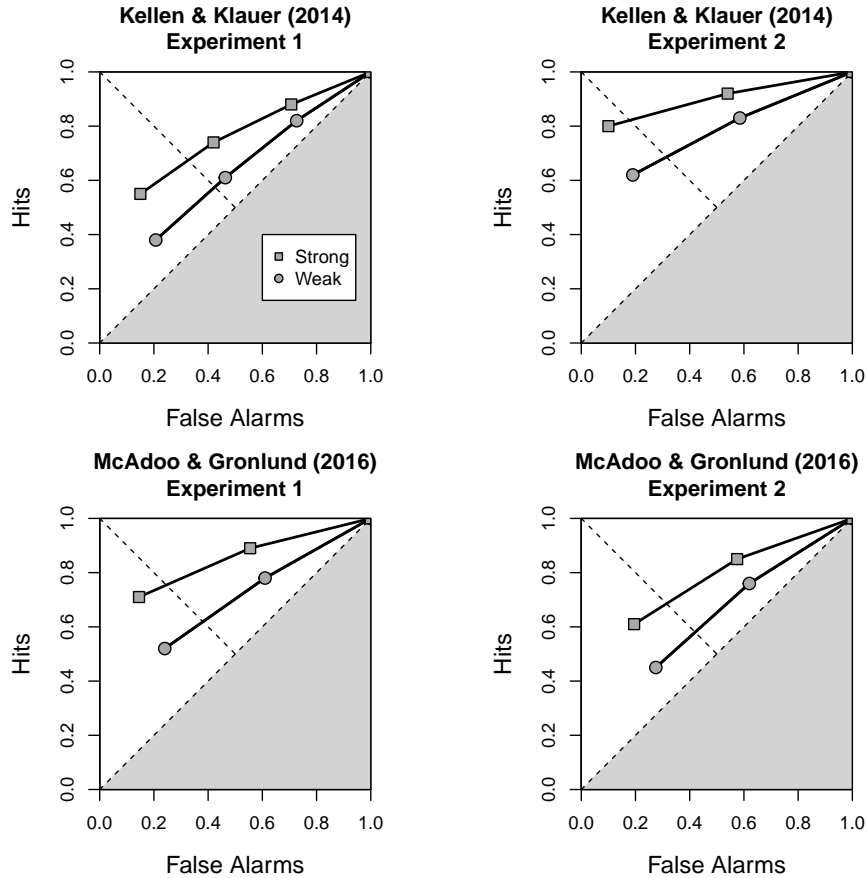 Kellen & Klauer (2014)
Experiment 1
1.0
0.8
0.6
0.4
0.2
0.0
Hits
Strong
Weak
0.0 0.2 0.4 0.6 0.8 1.0
False Alarms
Kellen & Klauer (2014)
Experiment 2
1.0
0.8
0.6
0.4
0.2
0.0
Hits
0.0 0.2 0.4 0.6 0.8 1.0
False Alarms
McAdoo & Gronlund (2016)
Experiment 1
1.0
0.8
0.6
0.4
0.2
0.0
Hits
0.0 0.2 0.4 0.6 0.8 1.0
False Alarms
McAdoo & Gronlund (2016)
Experiment 2
1.0
0.8
0.6
0.4
0.2
0.0
Hits
0.0 0.2 0.4 0.6 0.8 1.0
False Alarms